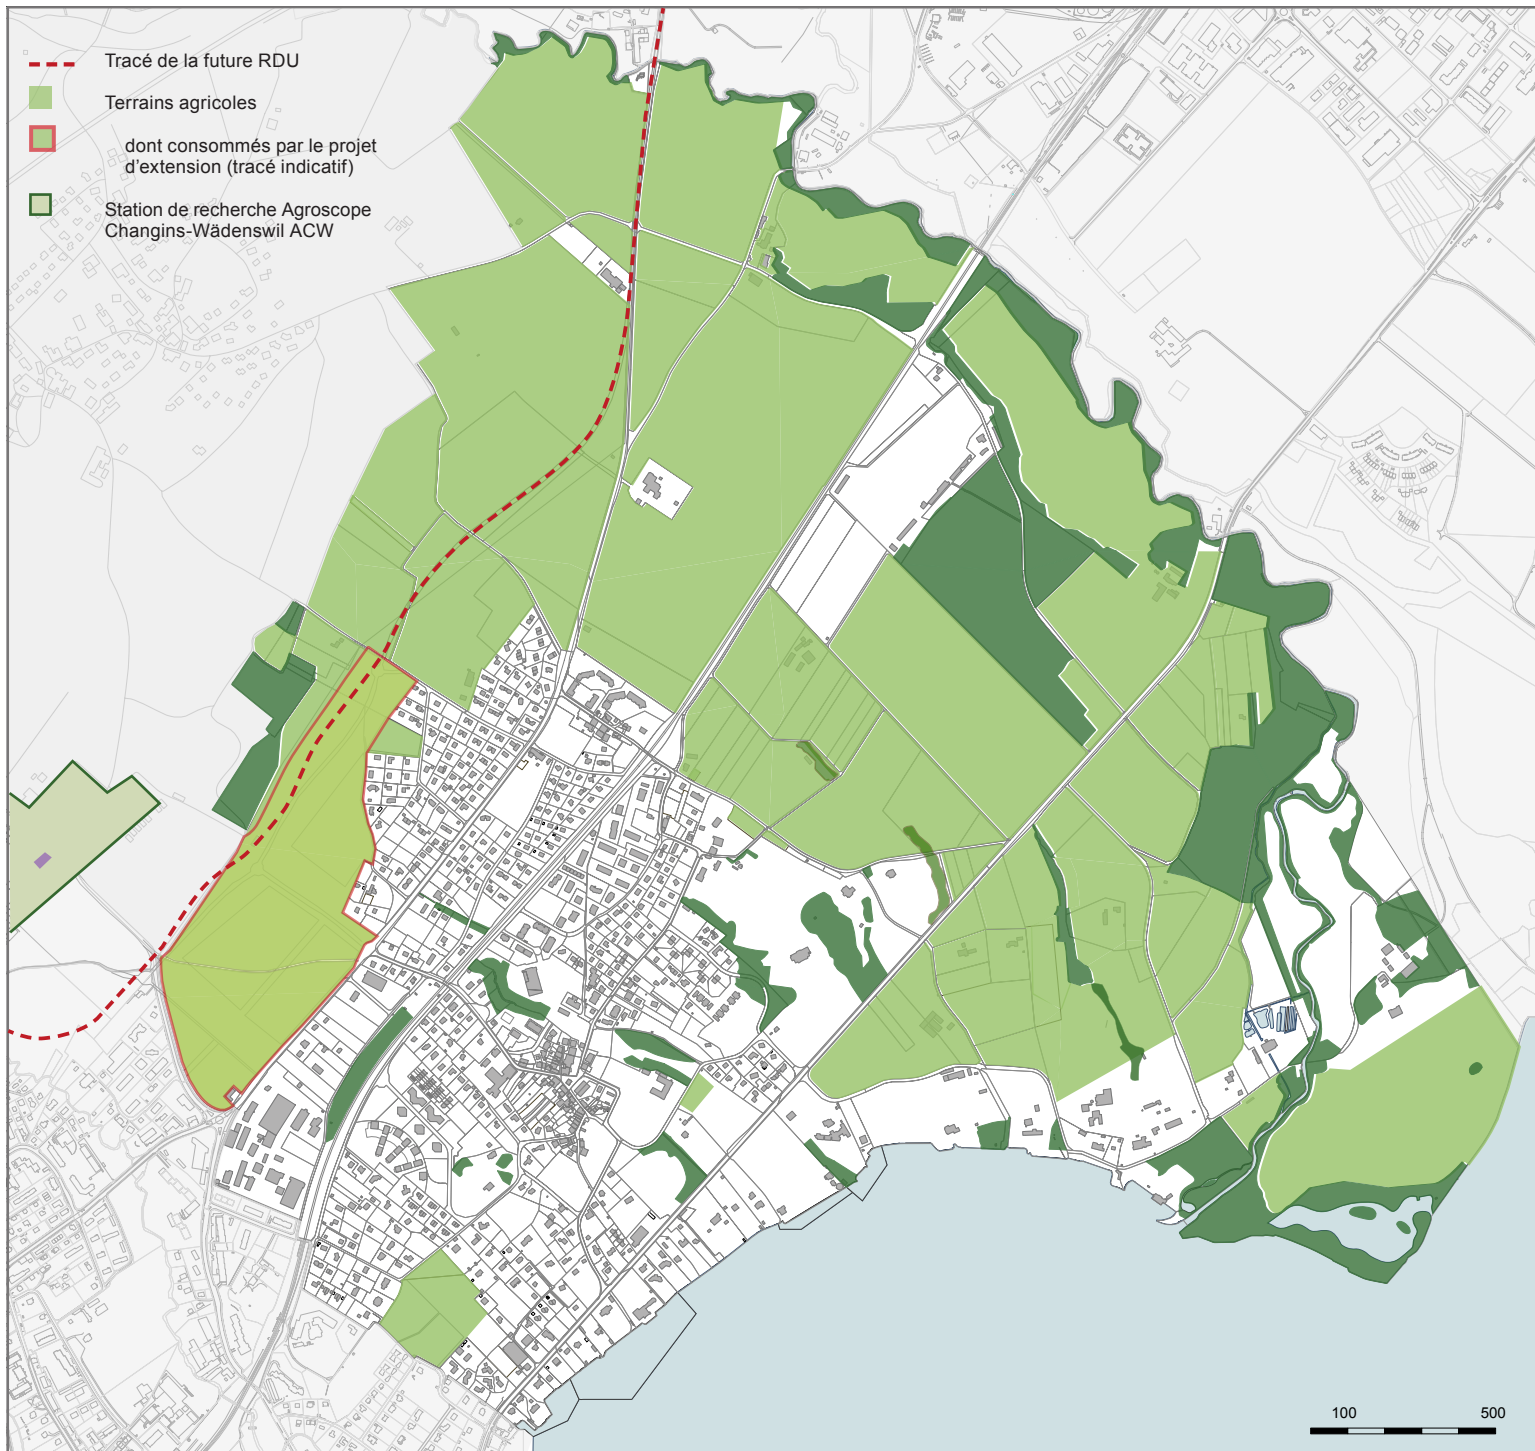 Tracé de la future RDU
Terrains agricoles
dont consommés par le projet
d'extension (tracé indicatif)
Station de recherche Agroscope
Changins-Wädenswil ACW
100 500